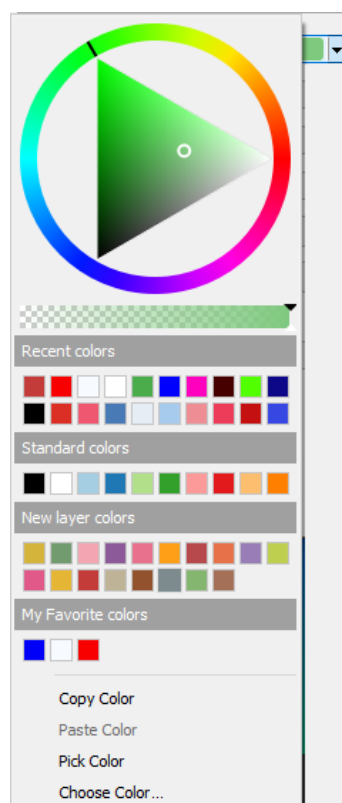 Recent colors
Standard colors
New layer colors
My Favorite colors
Copy Color
Paste Color
Pick Color
Choose Color...